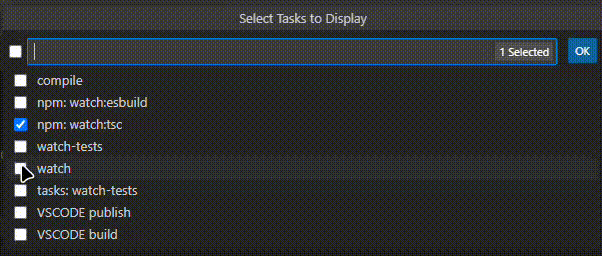 Select Tasks to Display
1 Selected
OK
compile
npm: watch:esbuild
npm: watch:tsc
watch-tests
watch
tasks: watch-tests
VSCODE publish
VSCODE build